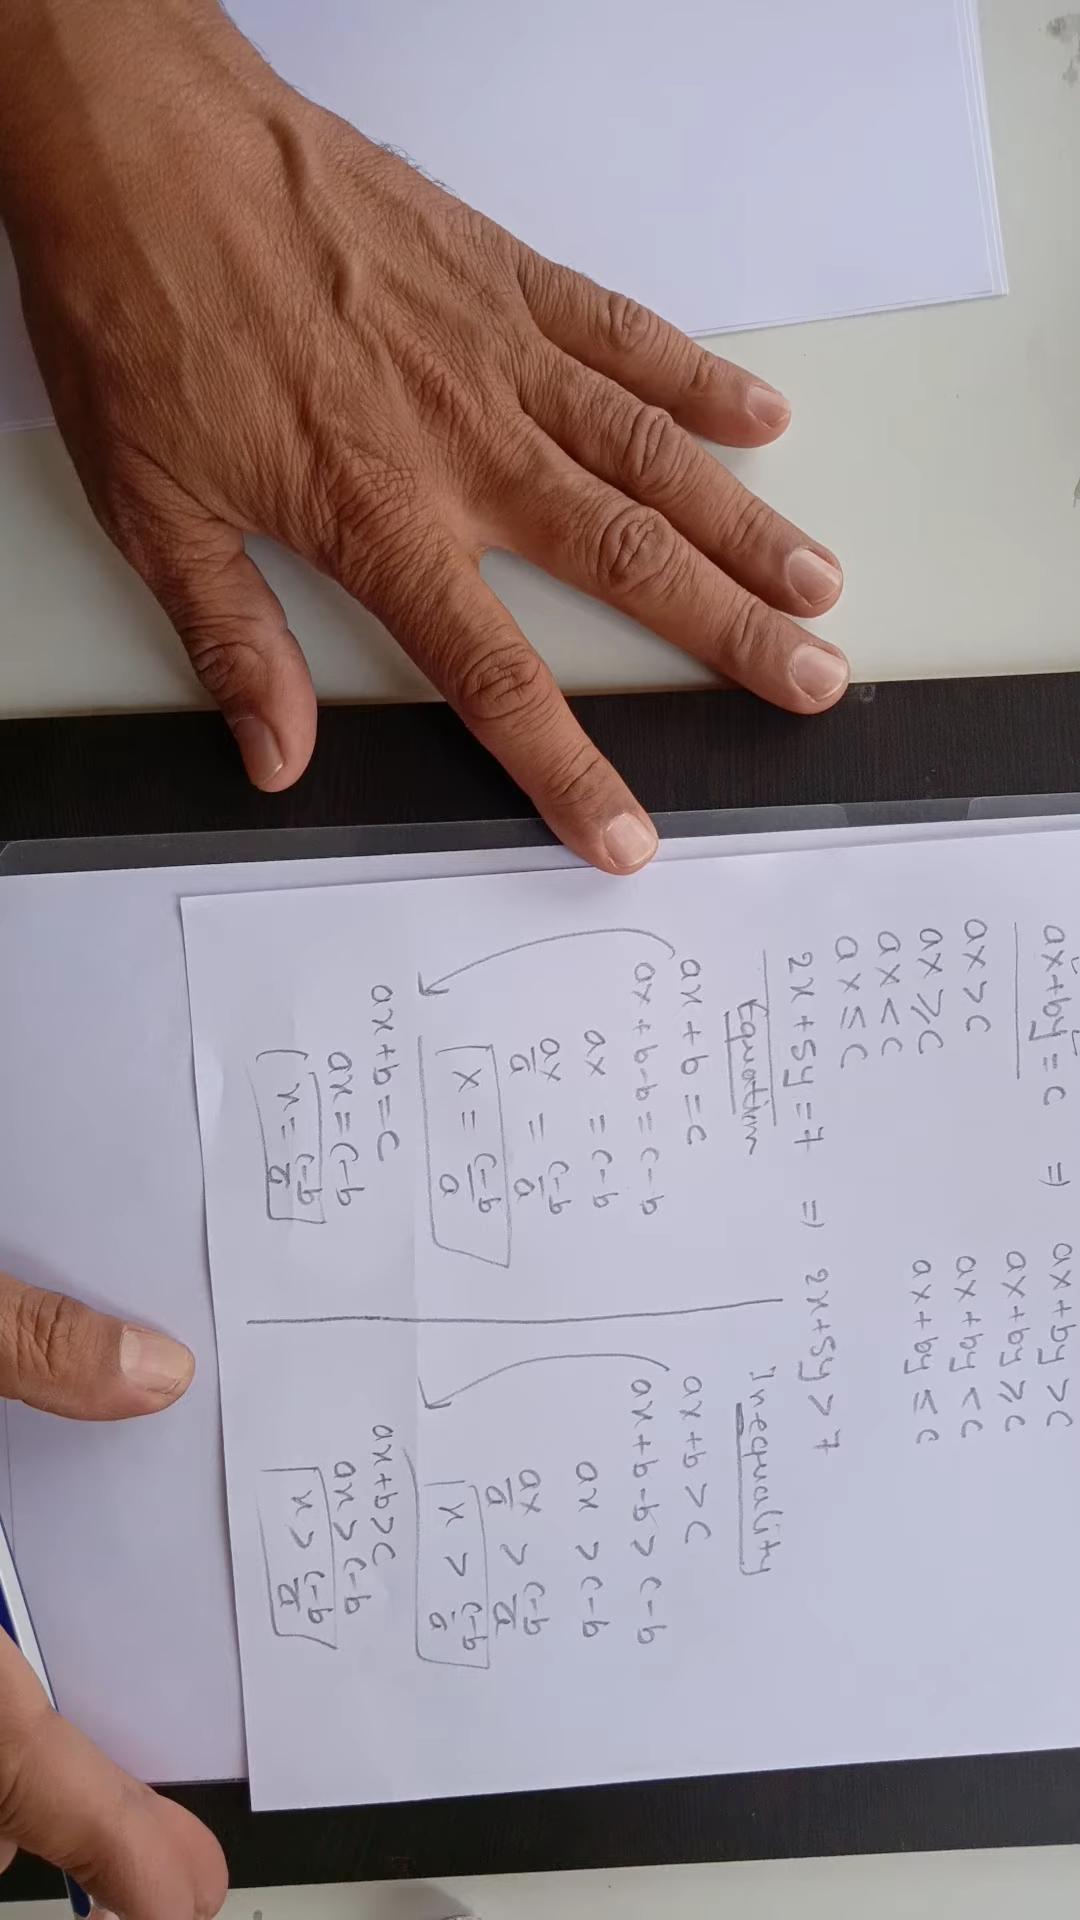 ax+by = c ⇒ ax+by > c
ax+by ≥ c
ax > c
ax+by < c
ax ≥ c
ax+by ≤ c
ax < c
ax ≤ c
2x+5y=7 ⇒ 2x+5y > 7
Equation
ax + b = c
ax + b-b = c-b
ax = c-b
ax/a = c-b/a
x = c-b/a
ax+b=c
ax=c-b
x = c-b/a
Inequality
ax+b > c
ax+b-b > c-b
ax > c-b
ax/a > c-b/a
x > c-b/a
ax+b>c
ax > c-b
x > c-b/a